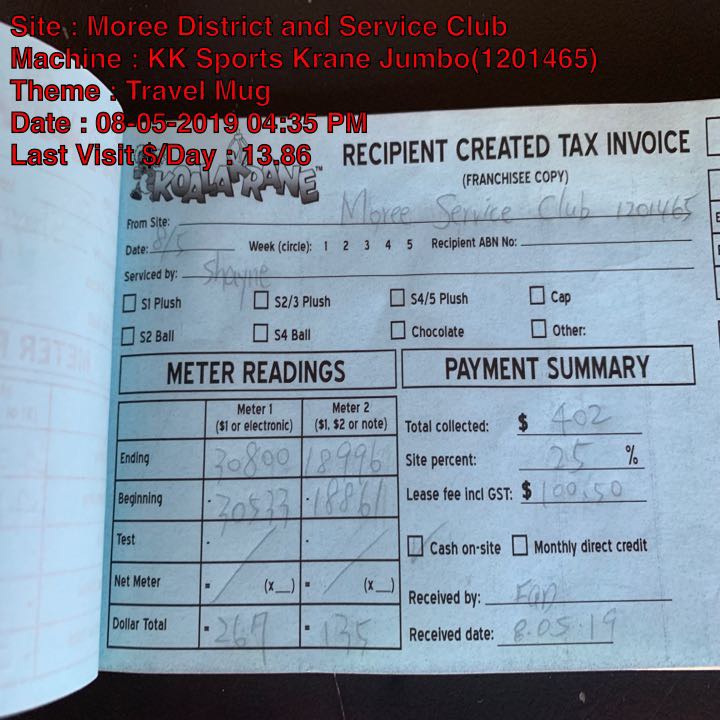 Site : Moree District and Service Club
Machine : KK Sports Krane Jumbo(1201465)
Theme : Travel Mug
Date : 08-05-2019 04:35 PM
Last Visit $/Day : 13.86
KOALA KRANE™
RECIPIENT CREATED TAX INVOICE
(FRANCHISEE COPY)
From Site: Moree Service Club 1201465
Date: 8/5 Week (circle): 1 2 3 4 5 Recipient ABN No:
Serviced by: Shayne
S1 Plush S2/3 Plush S4/5 Plush Cap
S2 Ball S4 Ball Chocolate Other:
METER READINGS
Meter 1 Meter 2
($1 or electronic) ($1, $2 or note)
Ending 30800 18996
Beginning - 30533 - 18861
Test - -
Net Meter = (x__) = (x__)
Dollar Total = 267 = 135
PAYMENT SUMMARY
Total collected: $ 402
Site percent: 25 %
Lease fee incl GST: $ 100.50
Cash on-site Monthly direct credit
Received by:
Received date: 8.05.19